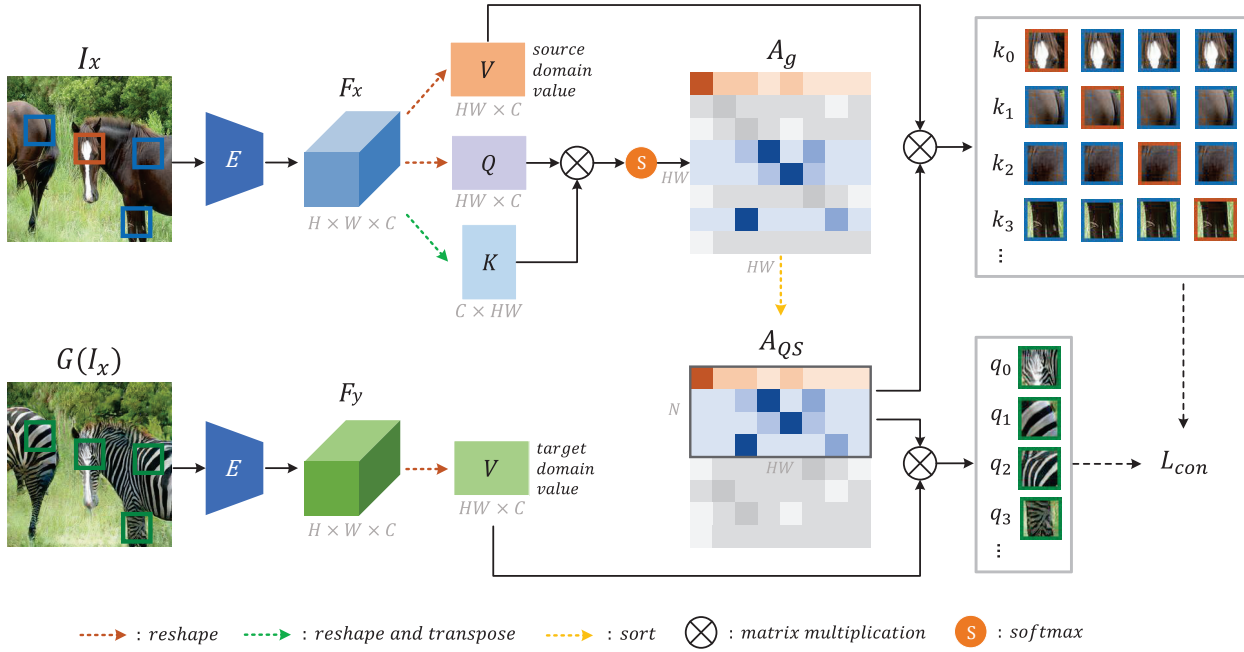 I_x
E
F_x
H × W × C
V
HW × C
source
domain
value
Q
HW × C
K
C × HW
S
HW
A_g
HW
k_0
k_1
k_2
k_3
...
G(I_x)
E
F_y
H × W × C
V
HW × C
target
domain
value
A_QS
N
HW
q_0
q_1
q_2
q_3
...
L_con
: reshape
: reshape and transpose
: sort
: matrix multiplication
S : softmax